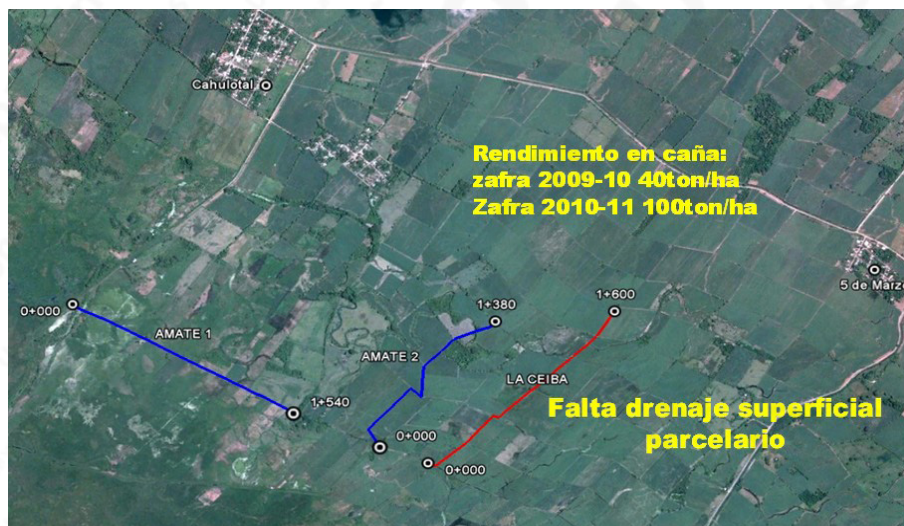 Cahulotal
Rendimiento en caña:
zafra 2009-10 40ton/ha
Zafra 2010-11 100ton/ha
5 de Marzo
0+000
AMATE 1
1+540
1+380
AMATE 2
0+000
1+600
LA CEIBA
0+000
Falta drenaje superficial
parcelario